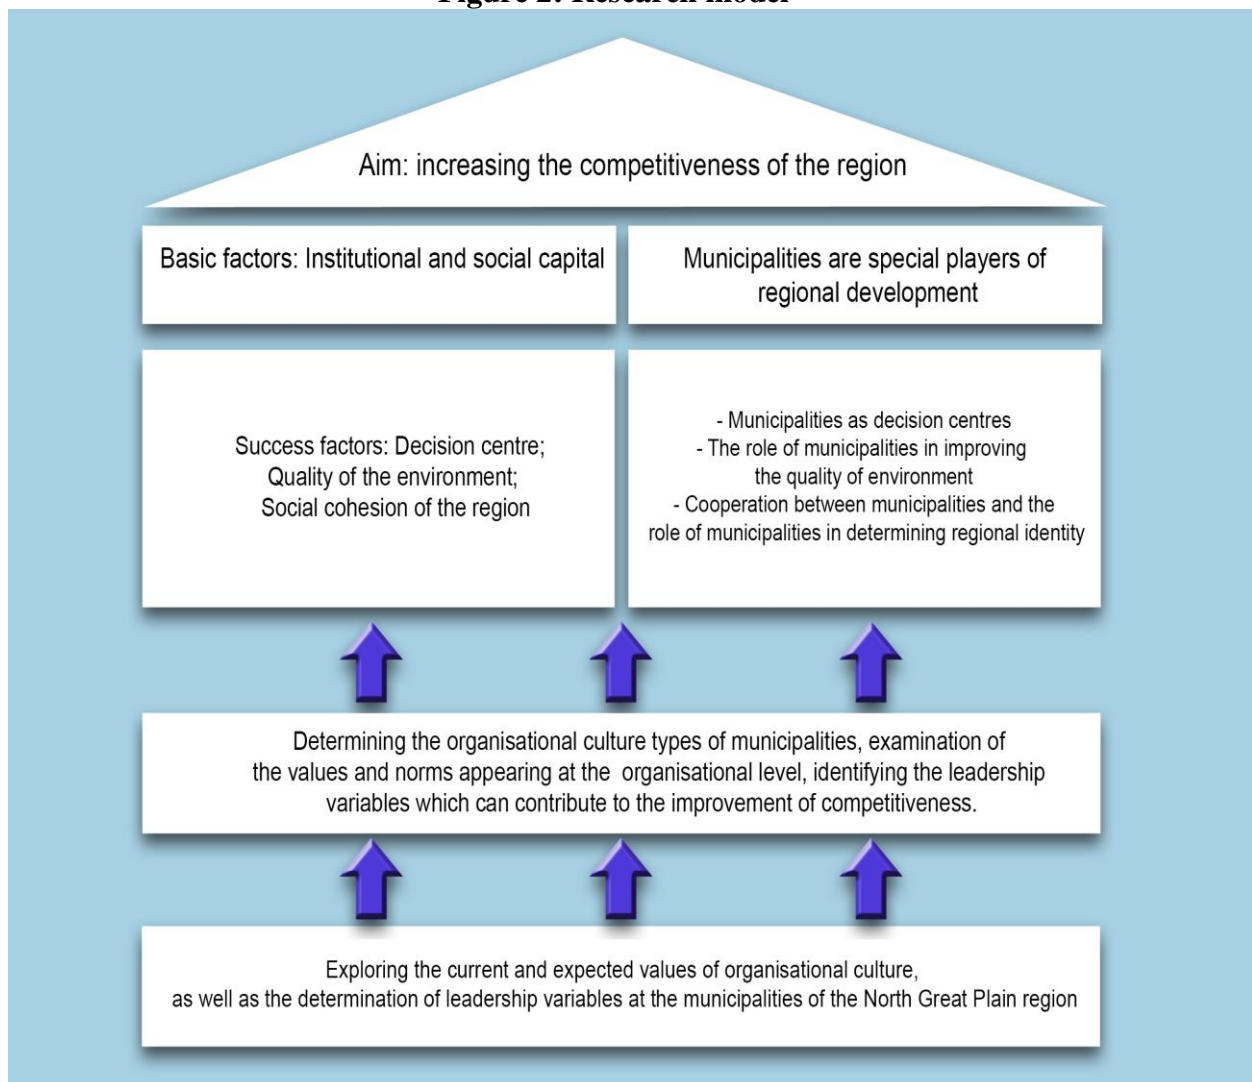 Figure 2: Research model
Aim: increasing the competitiveness of the region
Basic factors: Institutional and social capital
Municipalities are special players of
regional development
Success factors: Decision centre;
Quality of the environment;
Social cohesion of the region
- Municipalities as decision centres
- The role of municipalities in improving
the quality of environment
- Cooperation between municipalities and the
role of municipalities in determining regional identity
Determining the organisational culture types of municipalities, examination of
the values and norms appearing at the organisational level, identifying the leadership
variables which can contribute to the improvement of competitiveness.
Exploring the current and expected values of organisational culture,
as well as the determination of leadership variables at the municipalities of the North Great Plain region